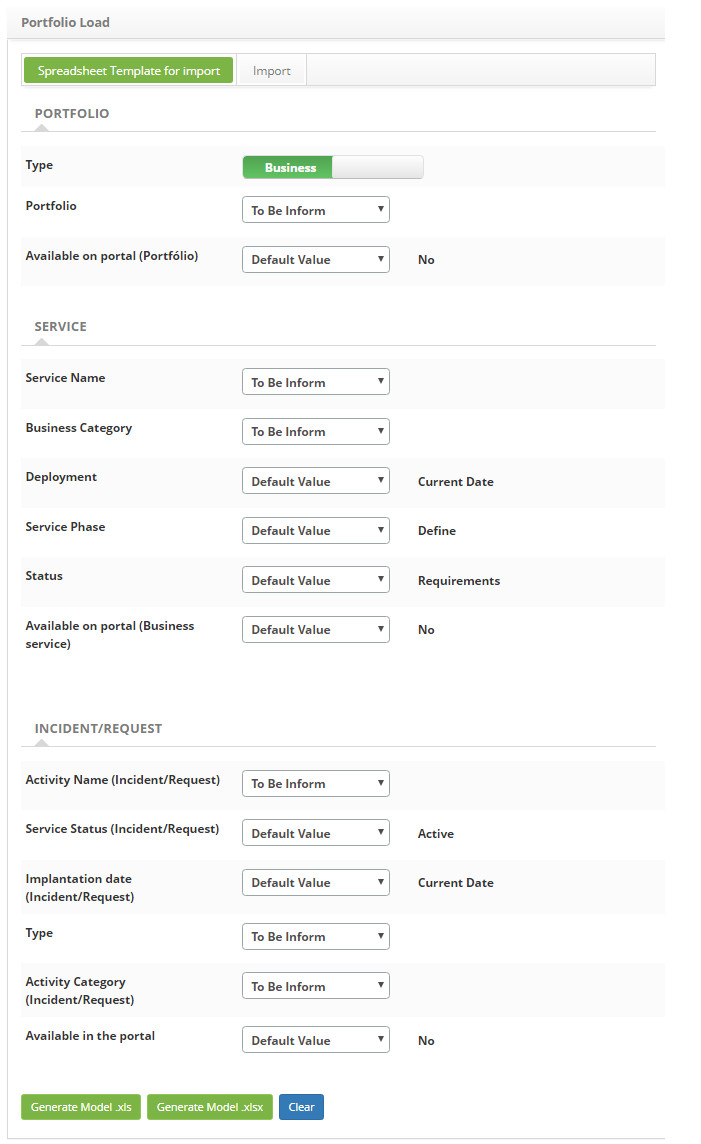 Portfolio Load
Spreadsheet Template for import Import
PORTFOLIO
Type Business
Portfolio To Be Inform
Available on portal (Portfólio) Default Value No
SERVICE
Service Name To Be Inform
Business Category To Be Inform
Deployment Default Value Current Date
Service Phase Default Value Define
Status Default Value Requirements
Available on portal (Business
service) Default Value No
INCIDENT/REQUEST
Activity Name (Incident/Request) To Be Inform
Service Status (Incident/Request) Default Value Active
Implantation date
(Incident/Request) Default Value Current Date
Type To Be Inform
Activity Category
(Incident/Request) To Be Inform
Available in the portal Default Value No
Generate Model .xls Generate Model .xlsx Clear